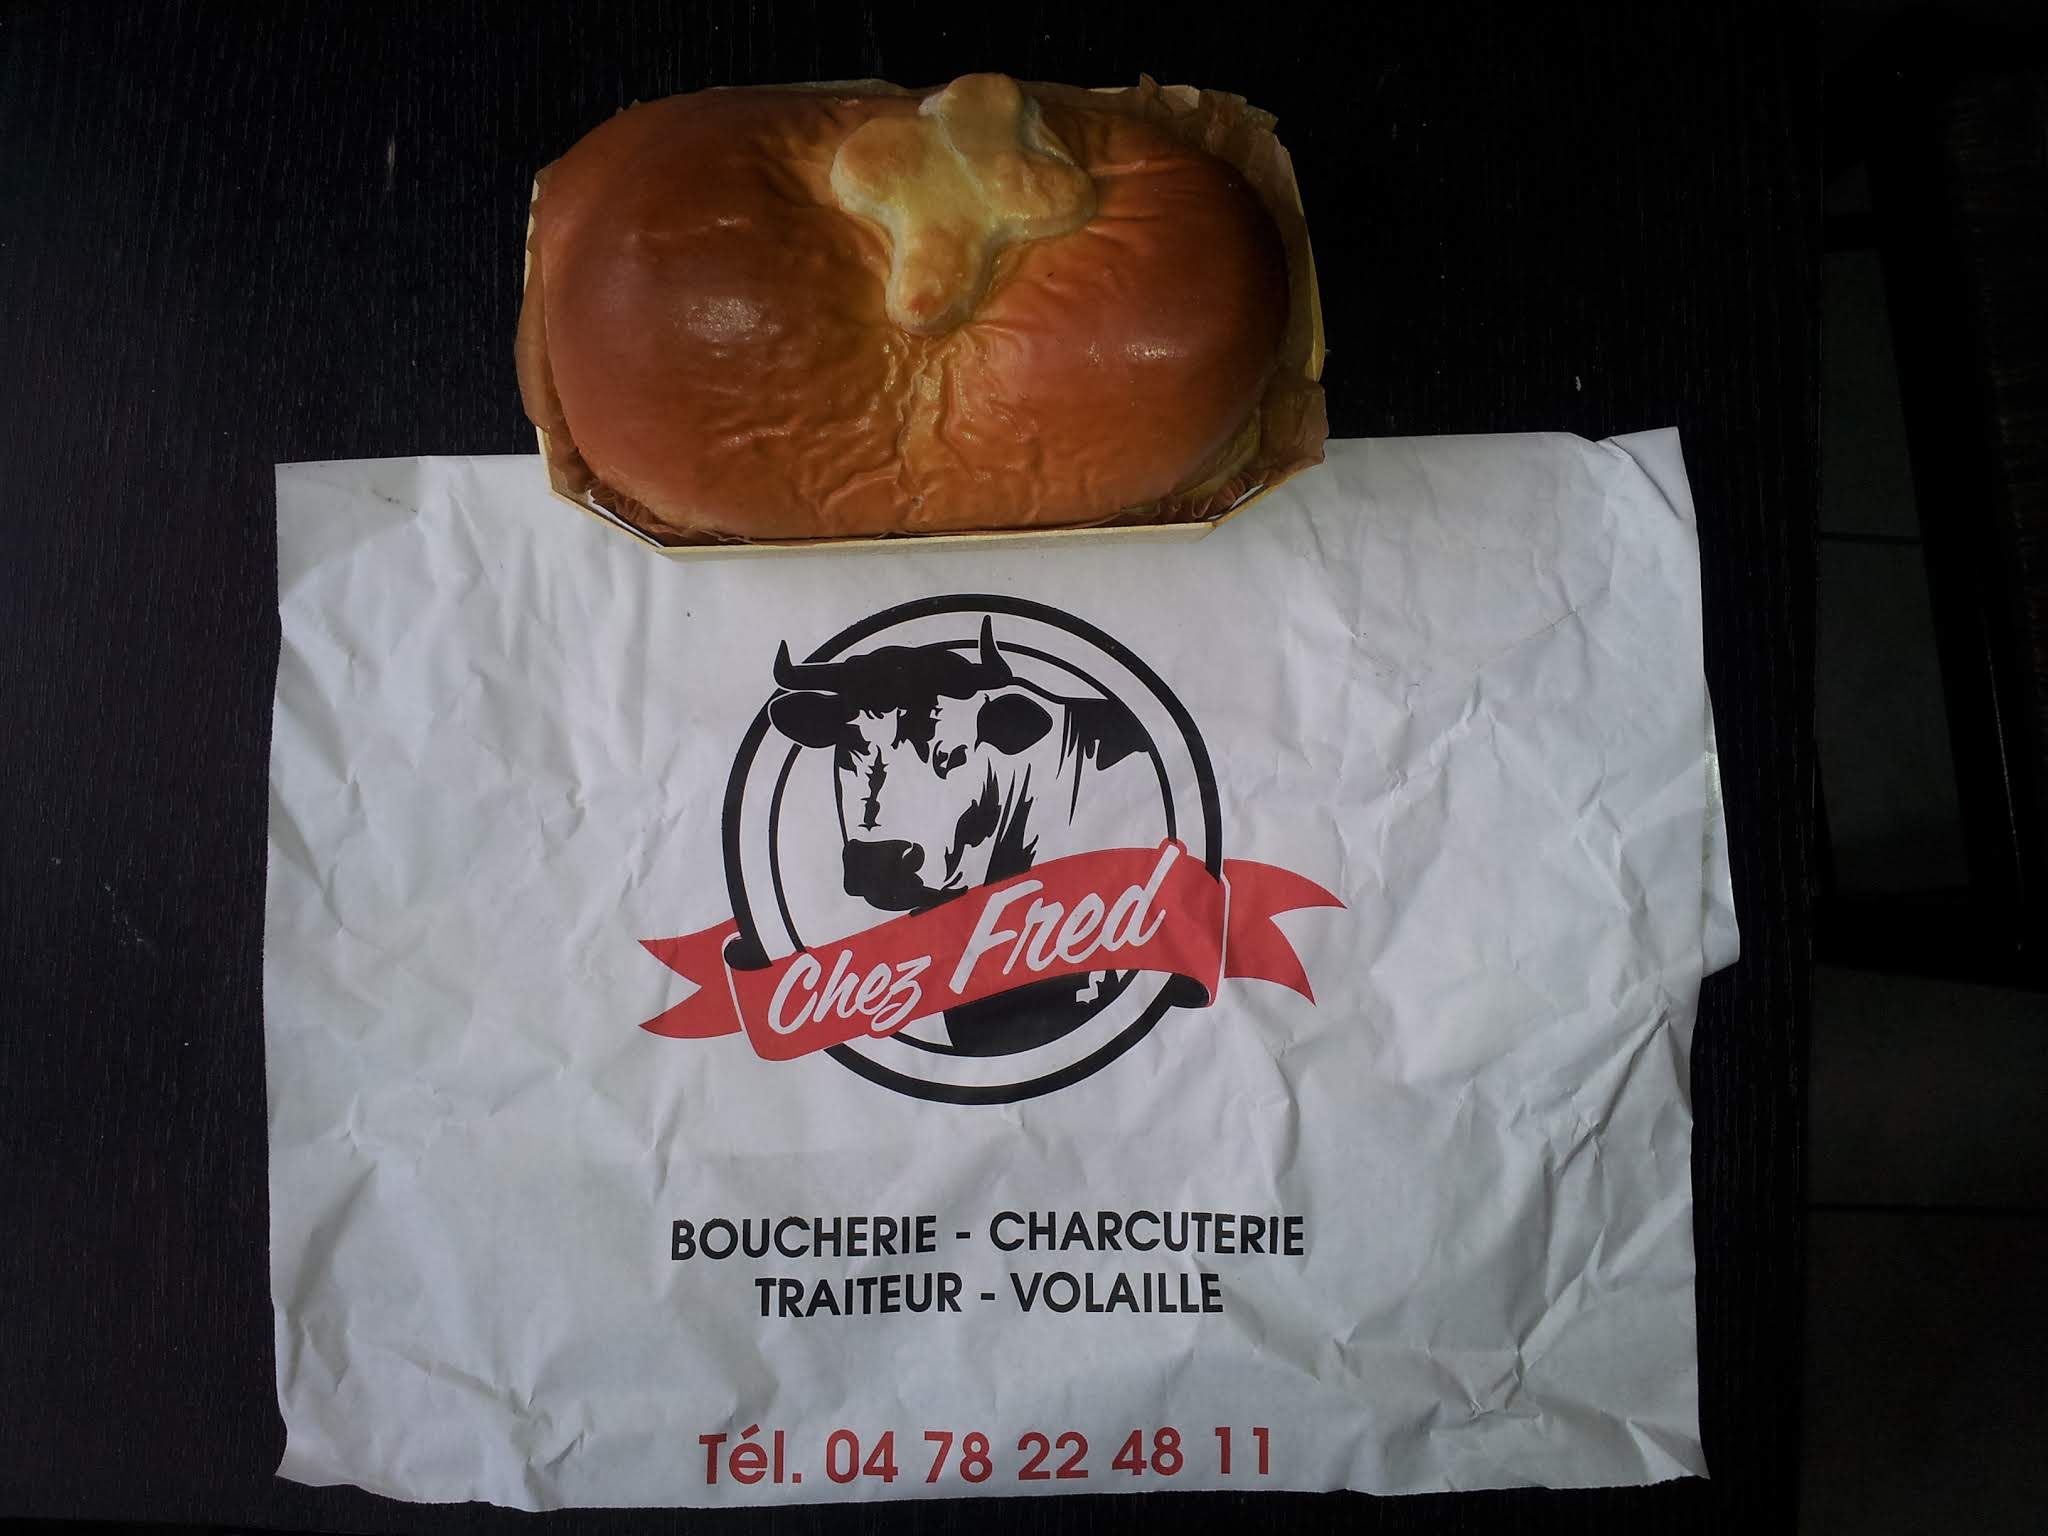 Chez Fred
BOUCHERIE - CHARCUTERIE
TRAITEUR - VOLAILLE
Tél. 04 78 22 48 11